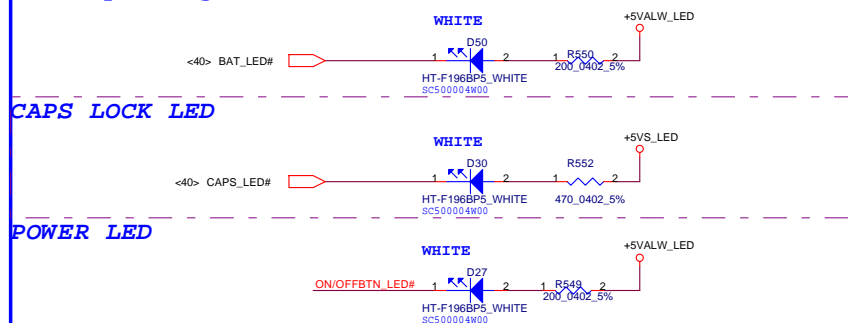 WHITE
+5VALW_LED
D50
<40> BAT_LED#
1
2
1
R550
2
200_0402_5%
HT-F196BP5_WHITE
SC500004W00
CAPS LOCK LED
WHITE
+5VS_LED
D30
R552
<40> CAPS_LED#
1
2
1
2
HT-F196BP5_WHITE
470_0402_5%
SC500004W00
POWER LED
WHITE
+5VALW_LED
D27
ON/OFFBTN_LED#
1
2
1
R549
2
200_0402_5%
HT-F196BP5_WHITE
SC500004W00